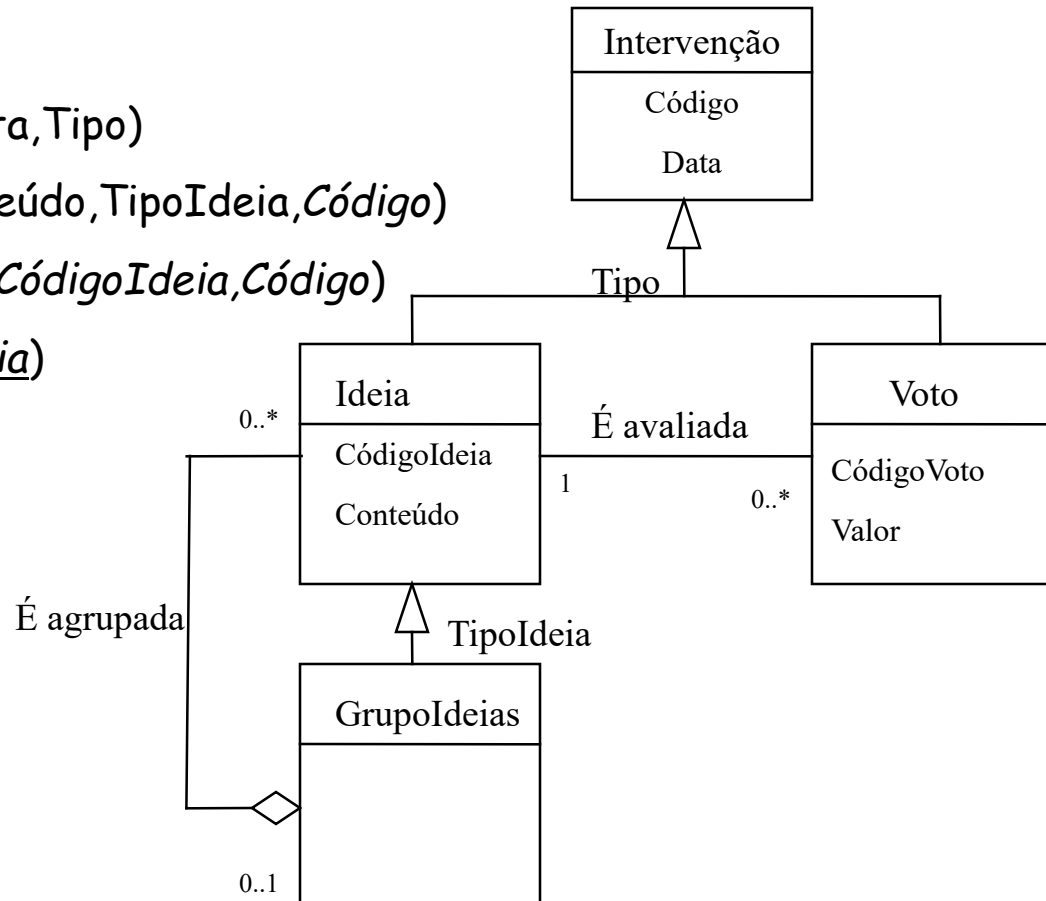 ra,Tipo)
eúdo,TipoIdeia,Código)
CódigoIdeia,Código)
ia)
Intervenção
Código
Data
Tipo
Ideia
CódigoIdeia
Conteúdo
0..*
É avaliada
1
0..*
Voto
CódigoVoto
Valor
É agrupada
TipoIdeia
GrupoIdeias
0..1